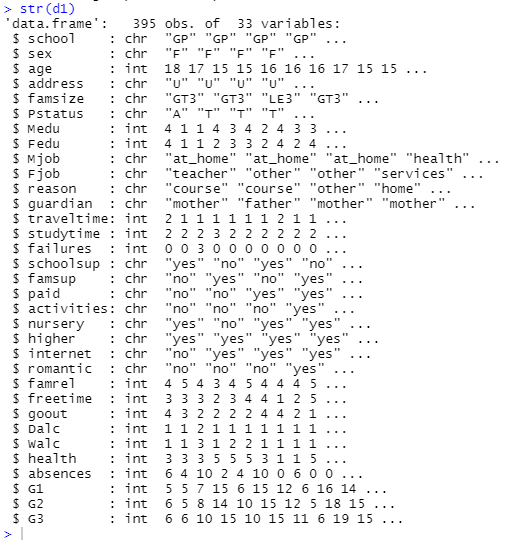 > str(d1)
'data.frame':   395 obs. of  33 variables:
 $ school    : chr  "GP" "GP" "GP" "GP" ...
 $ sex       : chr  "F" "F" "F" "F" ...
 $ age       : int  18 17 15 15 16 16 16 17 15 15 ...
 $ address   : chr  "U" "U" "U" "U" ...
 $ famsize   : chr  "GT3" "GT3" "LE3" "GT3" ...
 $ Pstatus   : chr  "A" "T" "T" "T" ...
 $ Medu      : int  4 1 1 4 3 4 2 4 3 3 ...
 $ Fedu      : int  4 1 1 2 3 3 2 4 2 4 ...
 $ Mjob      : chr  "at_home" "at_home" "at_home" "health" ...
 $ Fjob      : chr  "teacher" "other" "other" "services" ...
 $ reason    : chr  "course" "course" "other" "home" ...
 $ guardian  : chr  "mother" "father" "mother" "mother" ...
 $ traveltime: int  2 1 1 1 1 1 1 2 1 1 ...
 $ studytime : int  2 2 2 3 2 2 2 2 2 2 ...
 $ failures  : int  0 0 3 0 0 0 0 0 0 0 ...
 $ schoolsup : chr  "yes" "no" "yes" "no" ...
 $ famsup    : chr  "no" "yes" "no" "yes" ...
 $ paid      : chr  "no" "no" "yes" "yes" ...
 $ activities: chr  "no" "no" "no" "yes" ...
 $ nursery   : chr  "yes" "no" "yes" "yes" ...
 $ higher    : chr  "yes" "yes" "yes" "yes" ...
 $ internet  : chr  "no" "yes" "yes" "yes" ...
 $ romantic  : chr  "no" "no" "no" "yes" ...
 $ famrel    : int  4 5 4 3 4 5 4 4 4 5 ...
 $ freetime  : int  3 3 3 2 3 4 4 1 2 5 ...
 $ goout     : int  4 3 2 2 2 2 4 4 2 1 ...
 $ Dalc      : int  1 1 2 1 1 1 1 1 1 1 ...
 $ Walc      : int  1 1 3 1 2 2 1 1 1 1 ...
 $ health    : int  3 3 3 5 5 5 3 1 1 5 ...
 $ absences  : int  6 4 10 2 4 10 0 6 0 0 ...
 $ G1        : int  5 5 7 15 6 15 12 6 16 14 ...
 $ G2        : int  6 5 8 14 10 15 12 5 18 15 ...
 $ G3        : int  6 6 10 15 10 15 11 6 19 15 ...
>